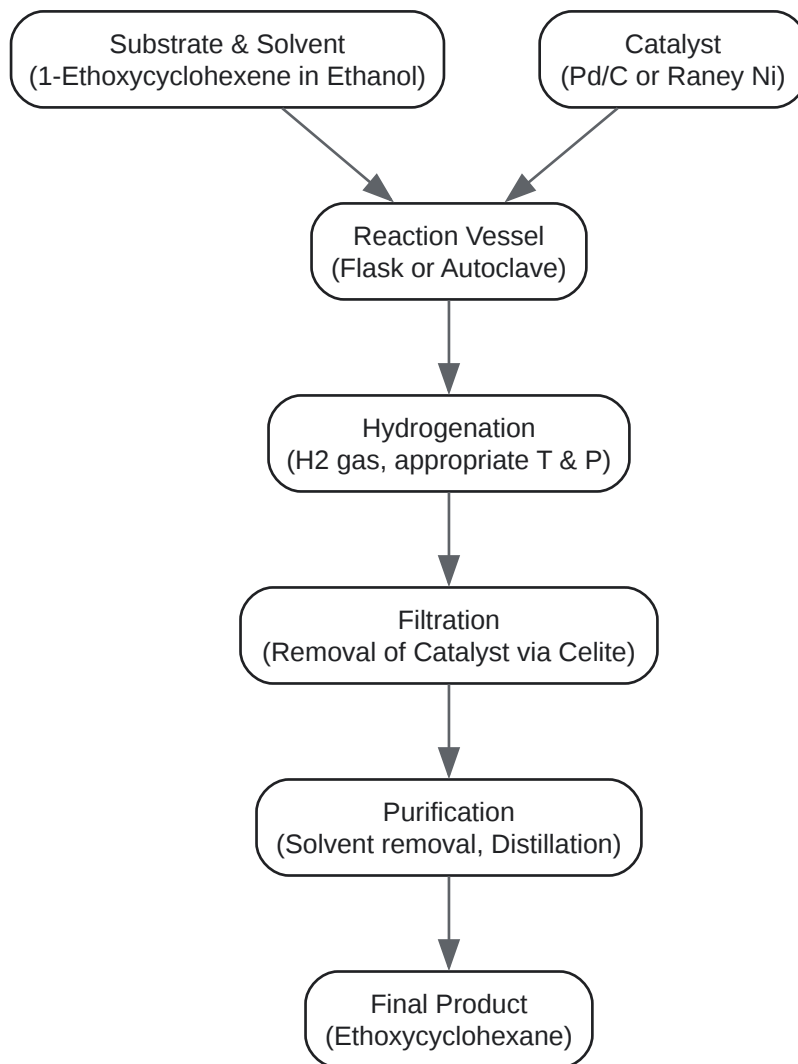 Substrate & Solvent
(1-Ethoxycyclohexene in Ethanol)
Catalyst
(Pd/C or Raney Ni)
Reaction Vessel
(Flask or Autoclave)
Hydrogenation
(H2 gas, appropriate T & P)
Filtration
(Removal of Catalyst via Celite)
Purification
(Solvent removal, Distillation)
Final Product
(Ethoxycyclohexane)